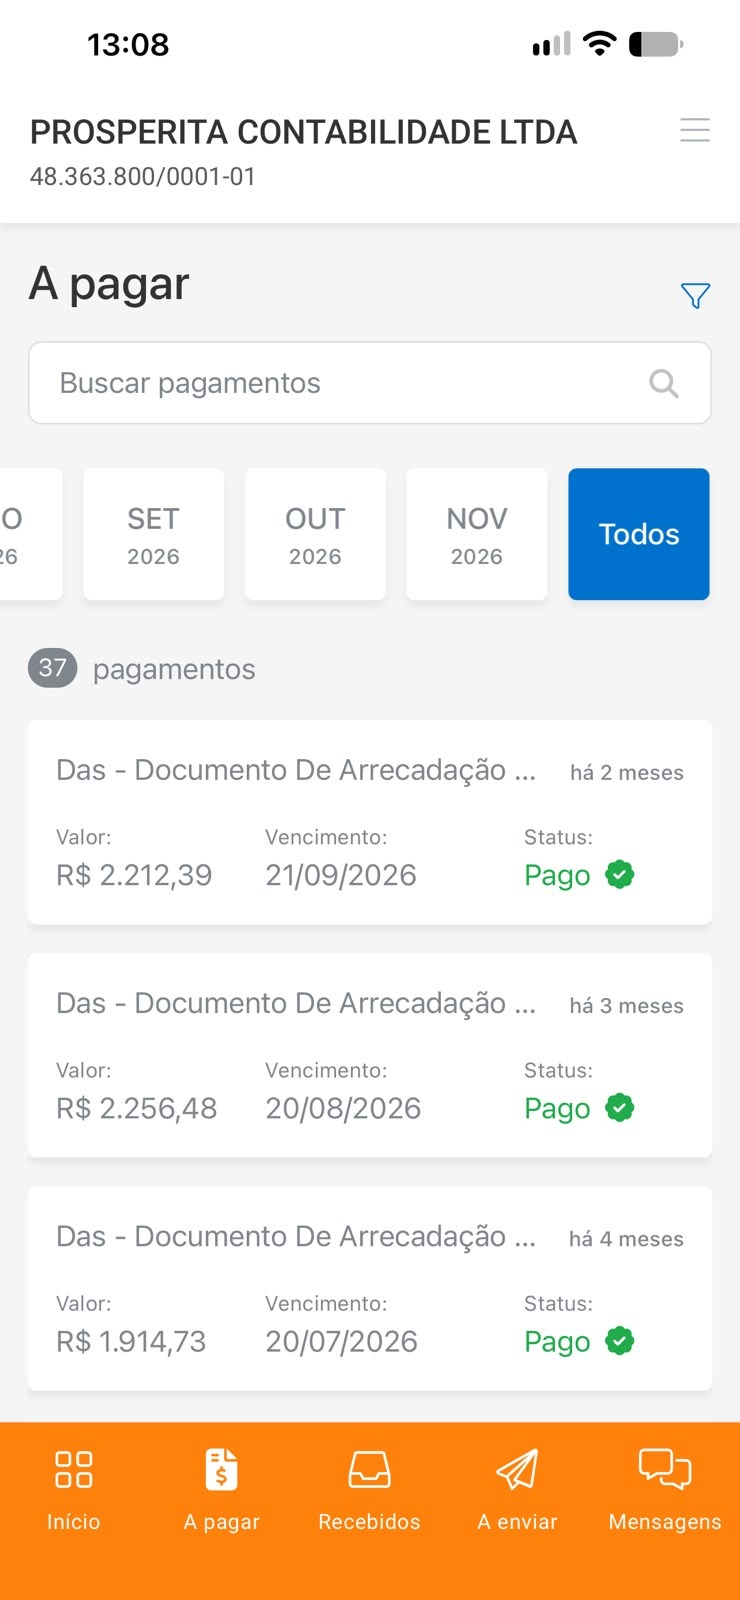 13:08
PROSPERITA CONTABILIDADE LTDA
48.363.800/0001-01
A pagar
Buscar pagamentos
O
26
SET
2026
OUT
2026
NOV
2026
Todos
37 pagamentos
Das - Documento De Arrecadação ... há 2 meses
Valor: Vencimento: Status:
R$ 2.212,39 21/09/2026 Pago
Das - Documento De Arrecadação ... há 3 meses
Valor: Vencimento: Status:
R$ 2.256,48 20/08/2026 Pago
Das - Documento De Arrecadação ... há 4 meses
Valor: Vencimento: Status:
R$ 1.914,73 20/07/2026 Pago
Início A pagar Recebidos A enviar Mensagens